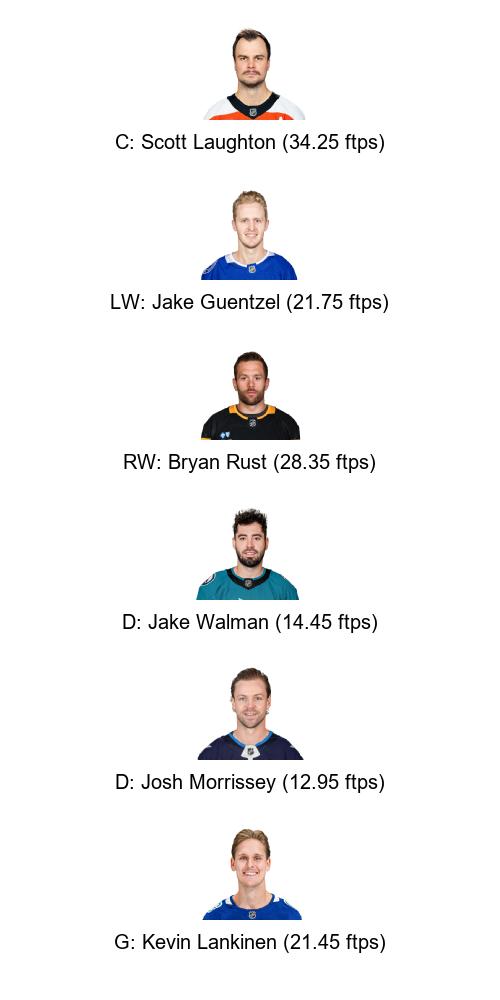 C: Scott Laughton (34.25 ftps)
LW: Jake Guentzel (21.75 ftps)
RW: Bryan Rust (28.35 ftps)
D: Jake Walman (14.45 ftps)
D: Josh Morrissey (12.95 ftps)
G: Kevin Lankinen (21.45 ftps)